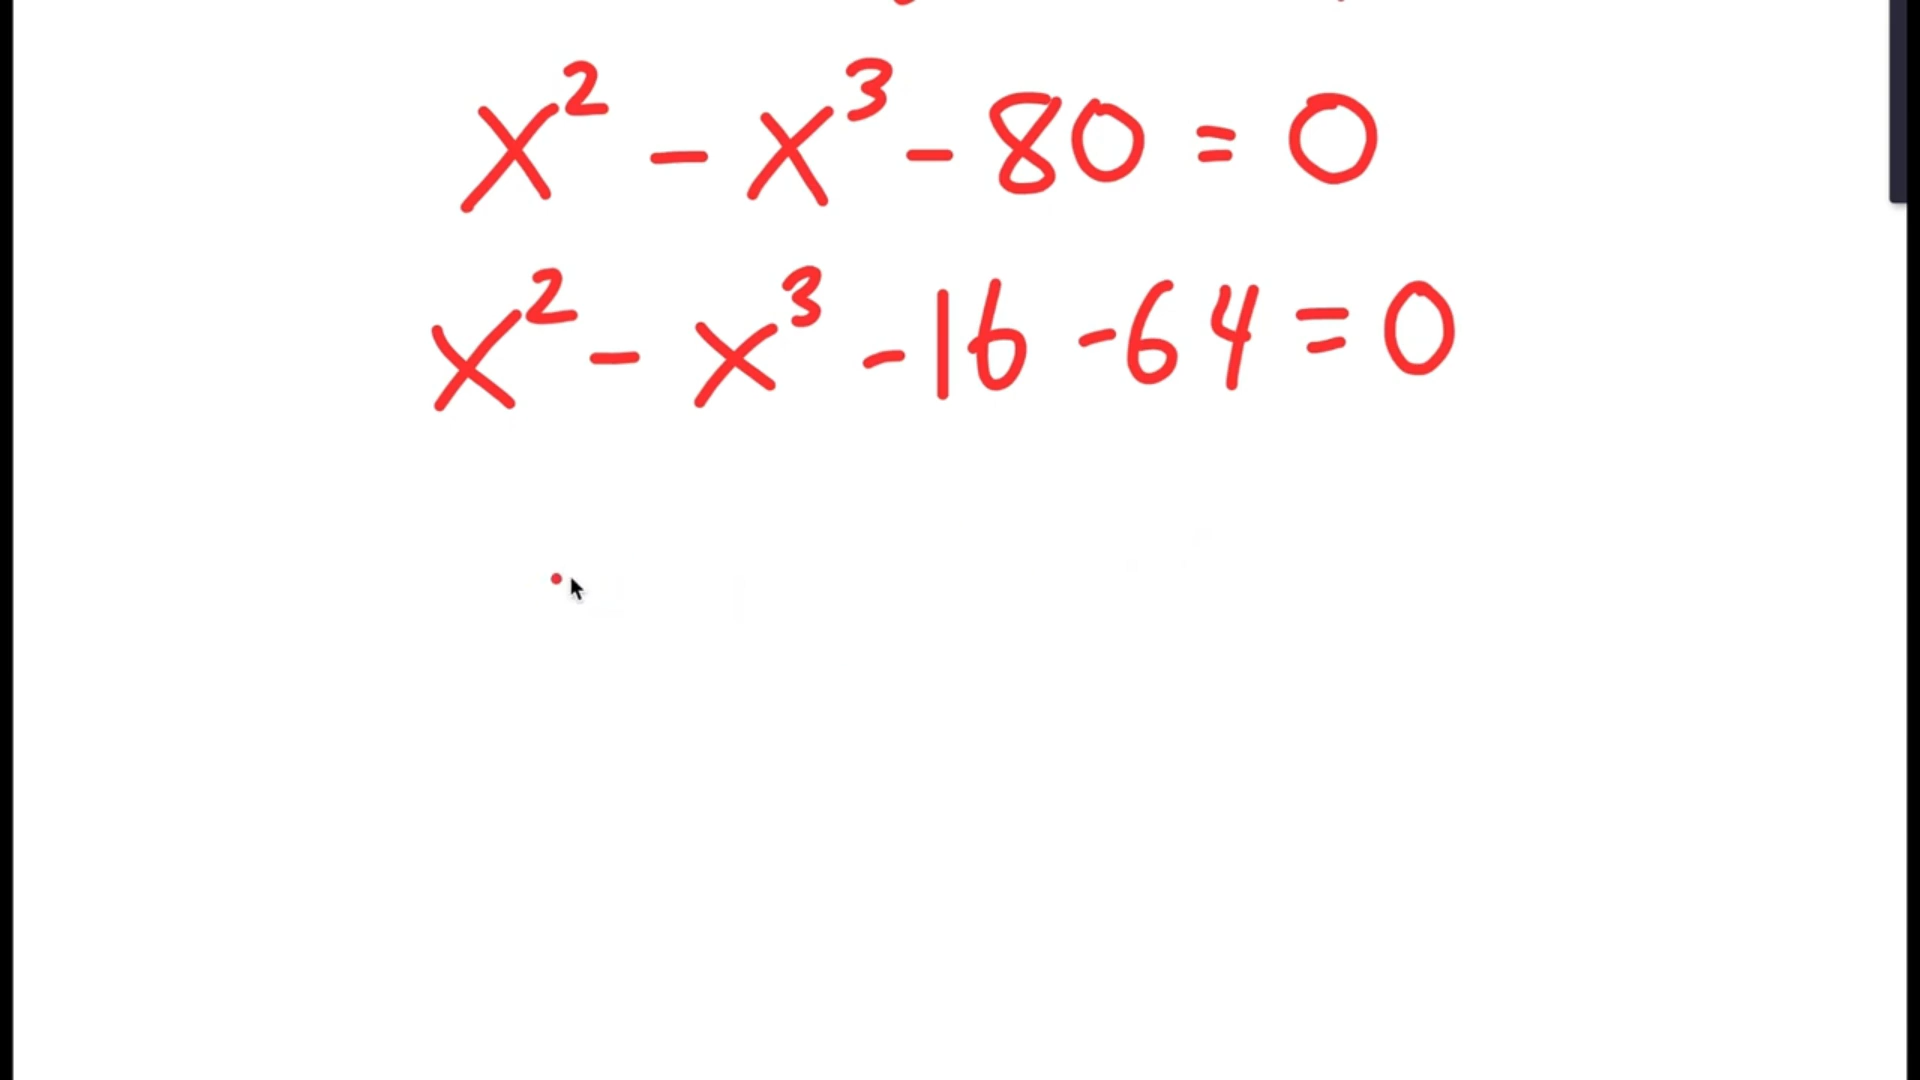 x² - x³ - 80 = 0
x² - x³ - 16 - 64 = 0